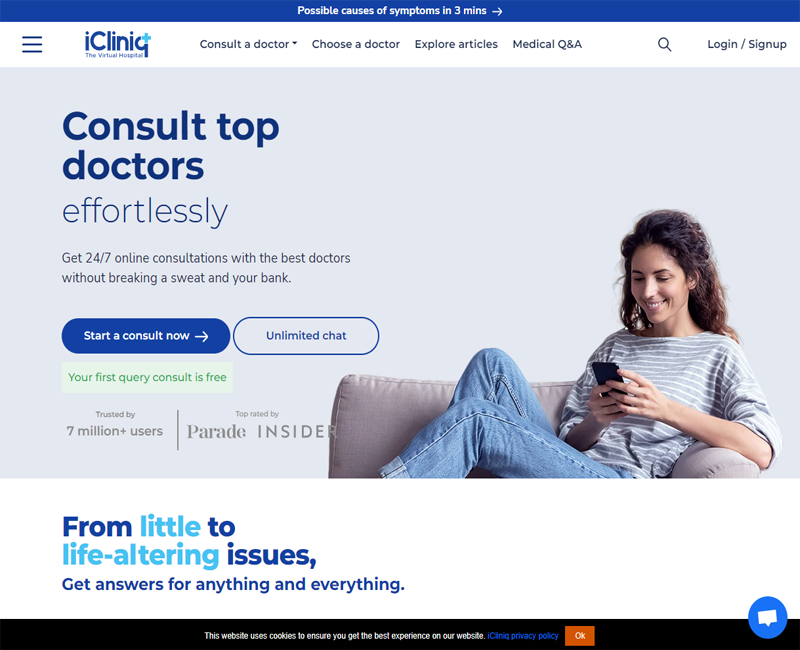 Possible causes of symptoms in 3 mins
iCliniq
The Virtual Hospital
Consult a doctor
Choose a doctor
Explore articles
Medical Q&A
Login / Signup
Consult top
doctors
effortlessly
Get 24/7 online consultations with the best doctors
without breaking a sweat and your bank.
Start a consult now
Unlimited chat
Your first query consult is free
Trusted by
7 million+ users
Top rated by
Parade INSIDER
From little to
life-altering issues,
Get answers for anything and everything.
This website uses cookies to ensure you get the best experience on our website. iCliniq privacy policy
Ok